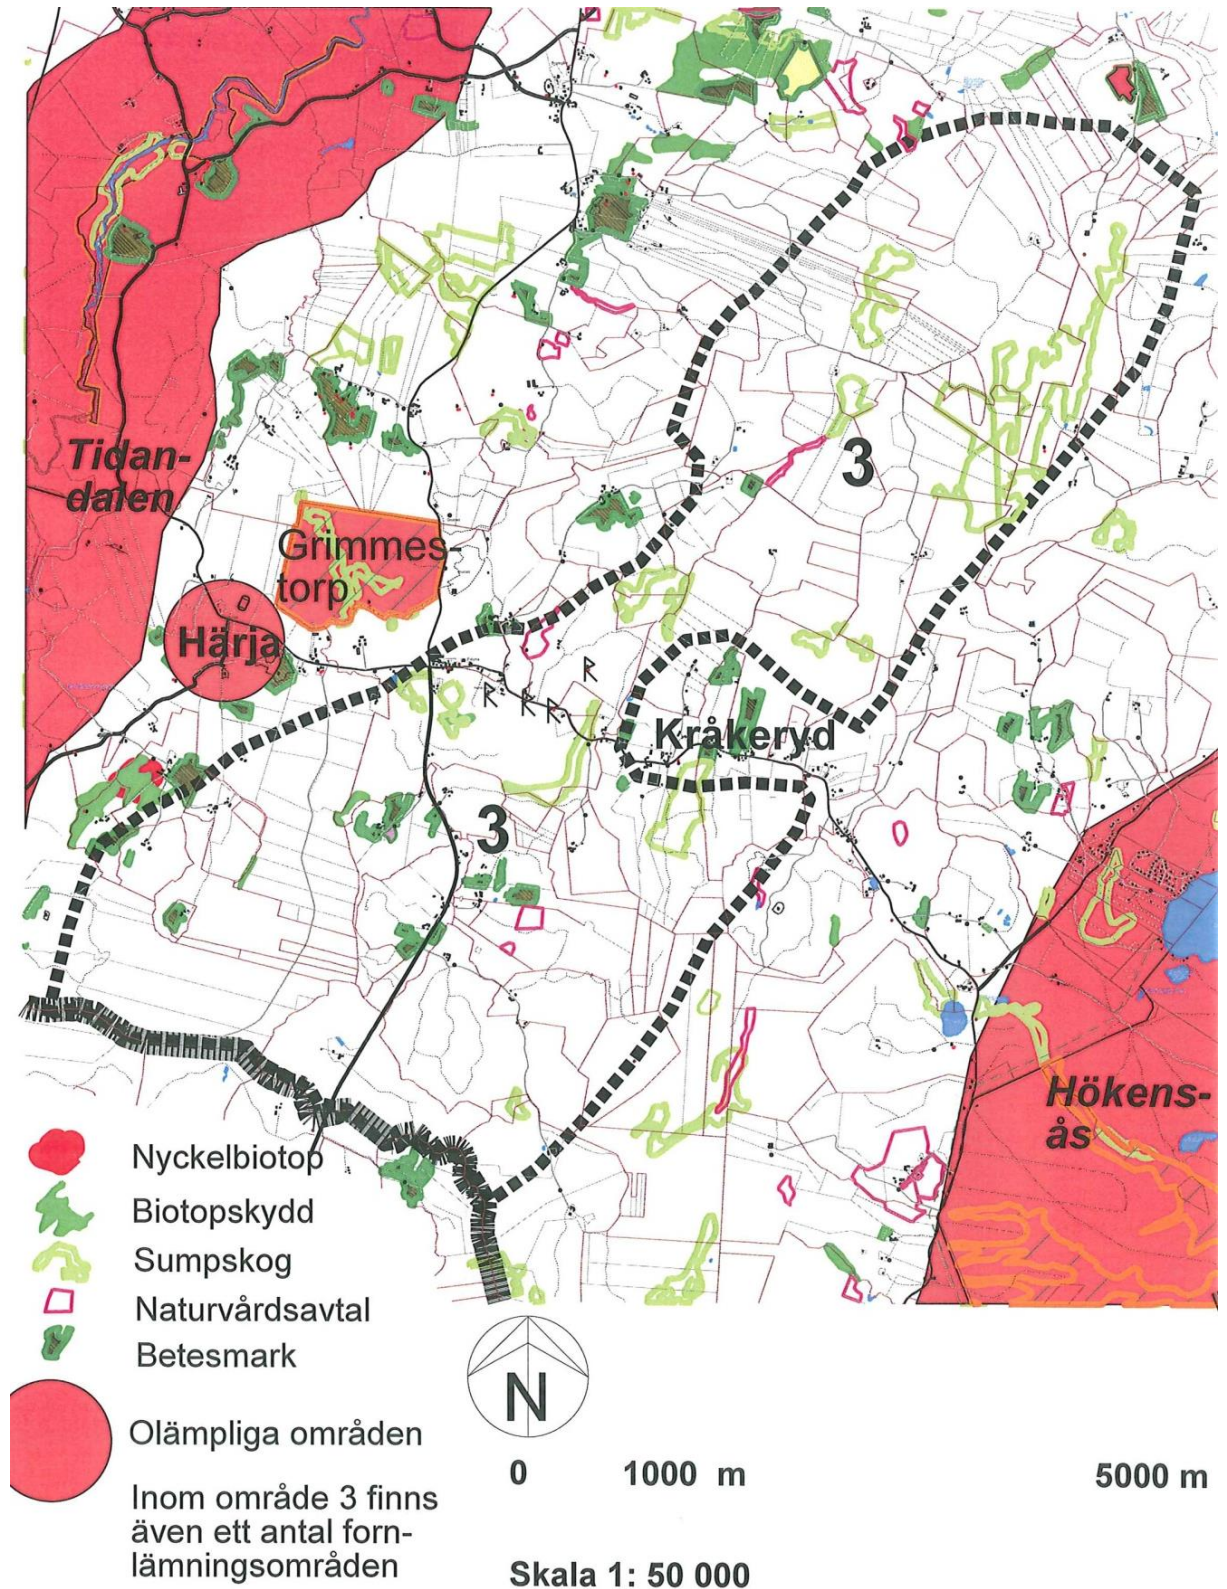 Tidan-
dalen
Grimmes-
torp
Härja
3
Kråkeryd
3
Hökens-
ås
Nyckelbiotop
Biotopskydd
Sumpskog
Naturvårdsavtal
Betesmark
Olämpliga områden
Inom område 3 finns
även ett antal forn-
lämningsområden
N
0 1000 m 5000 m
Skala 1: 50 000
R
R R R